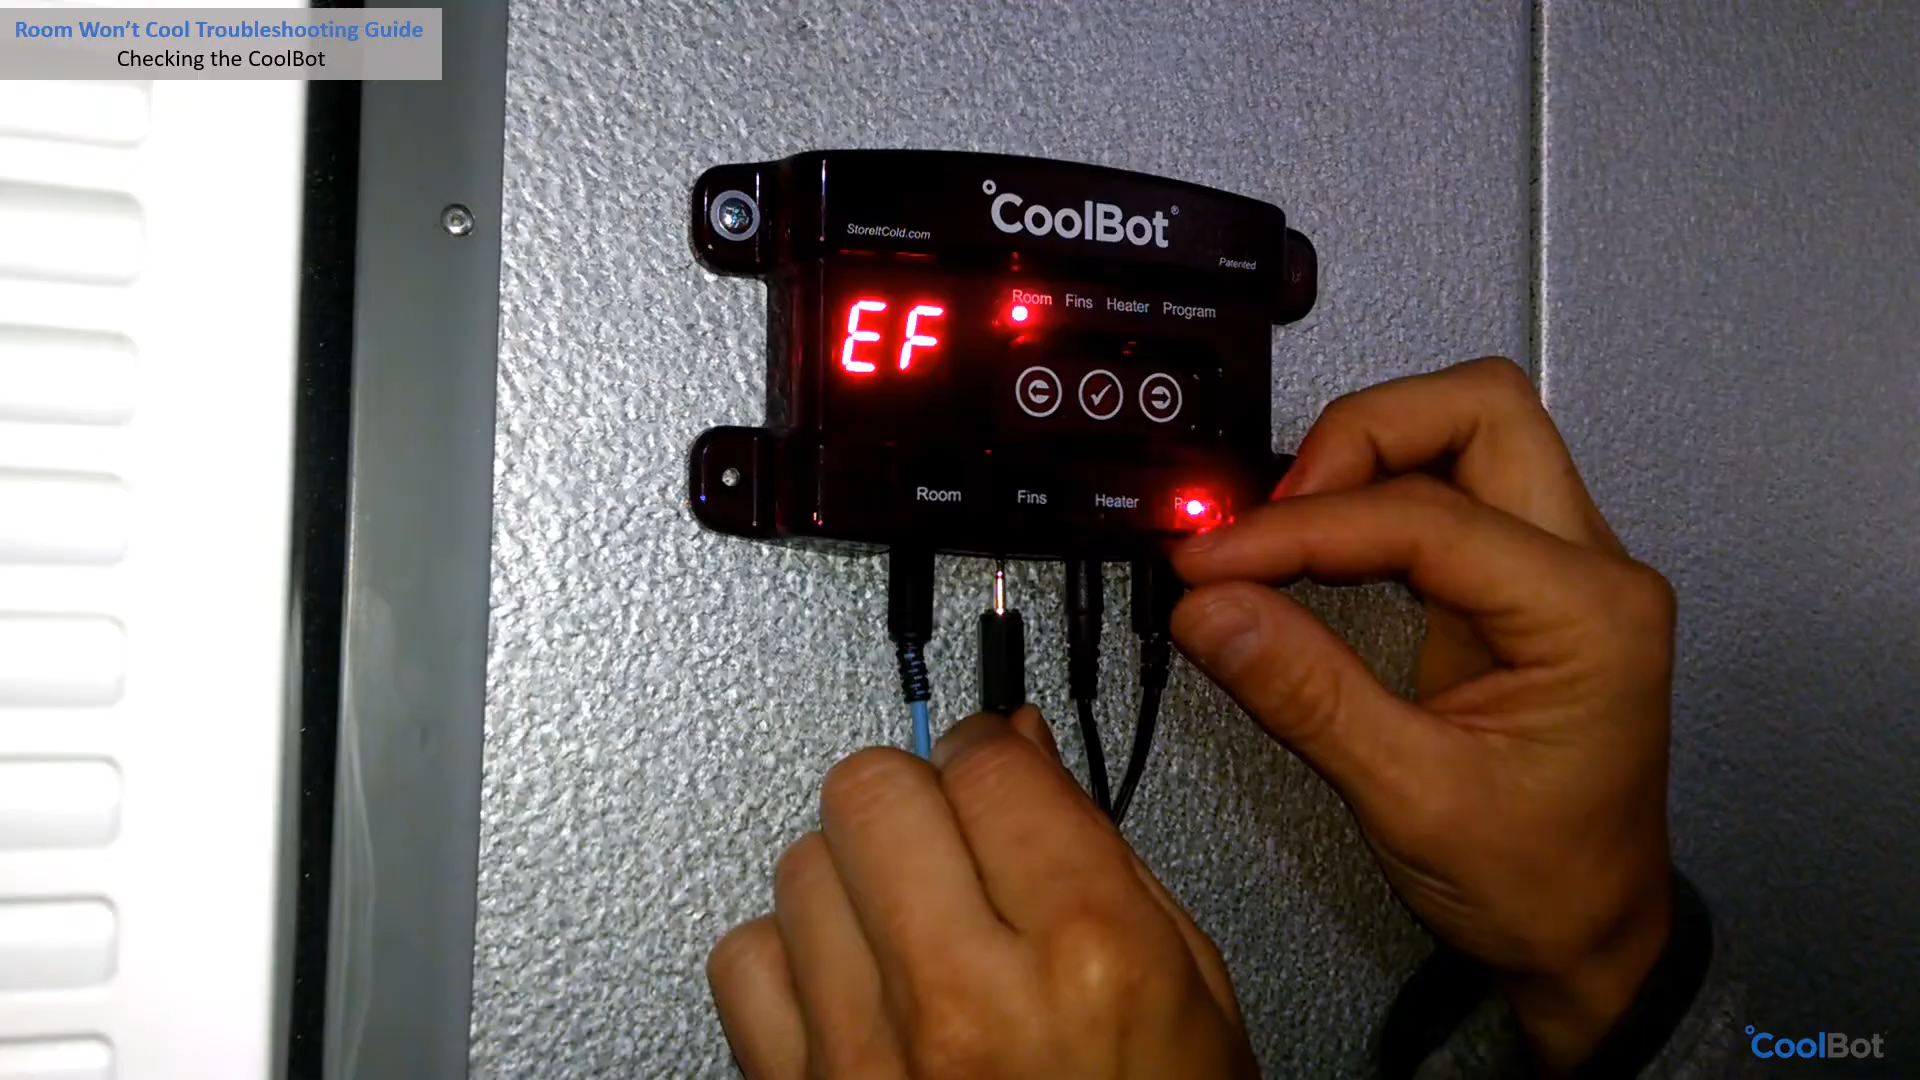 Room Won’t Cool Troubleshooting Guide
Checking the CoolBot
°CoolBot®
StoreItCold.com
Patented
EF
Room Fins Heater Program
Room Fins Heater
°CoolBot